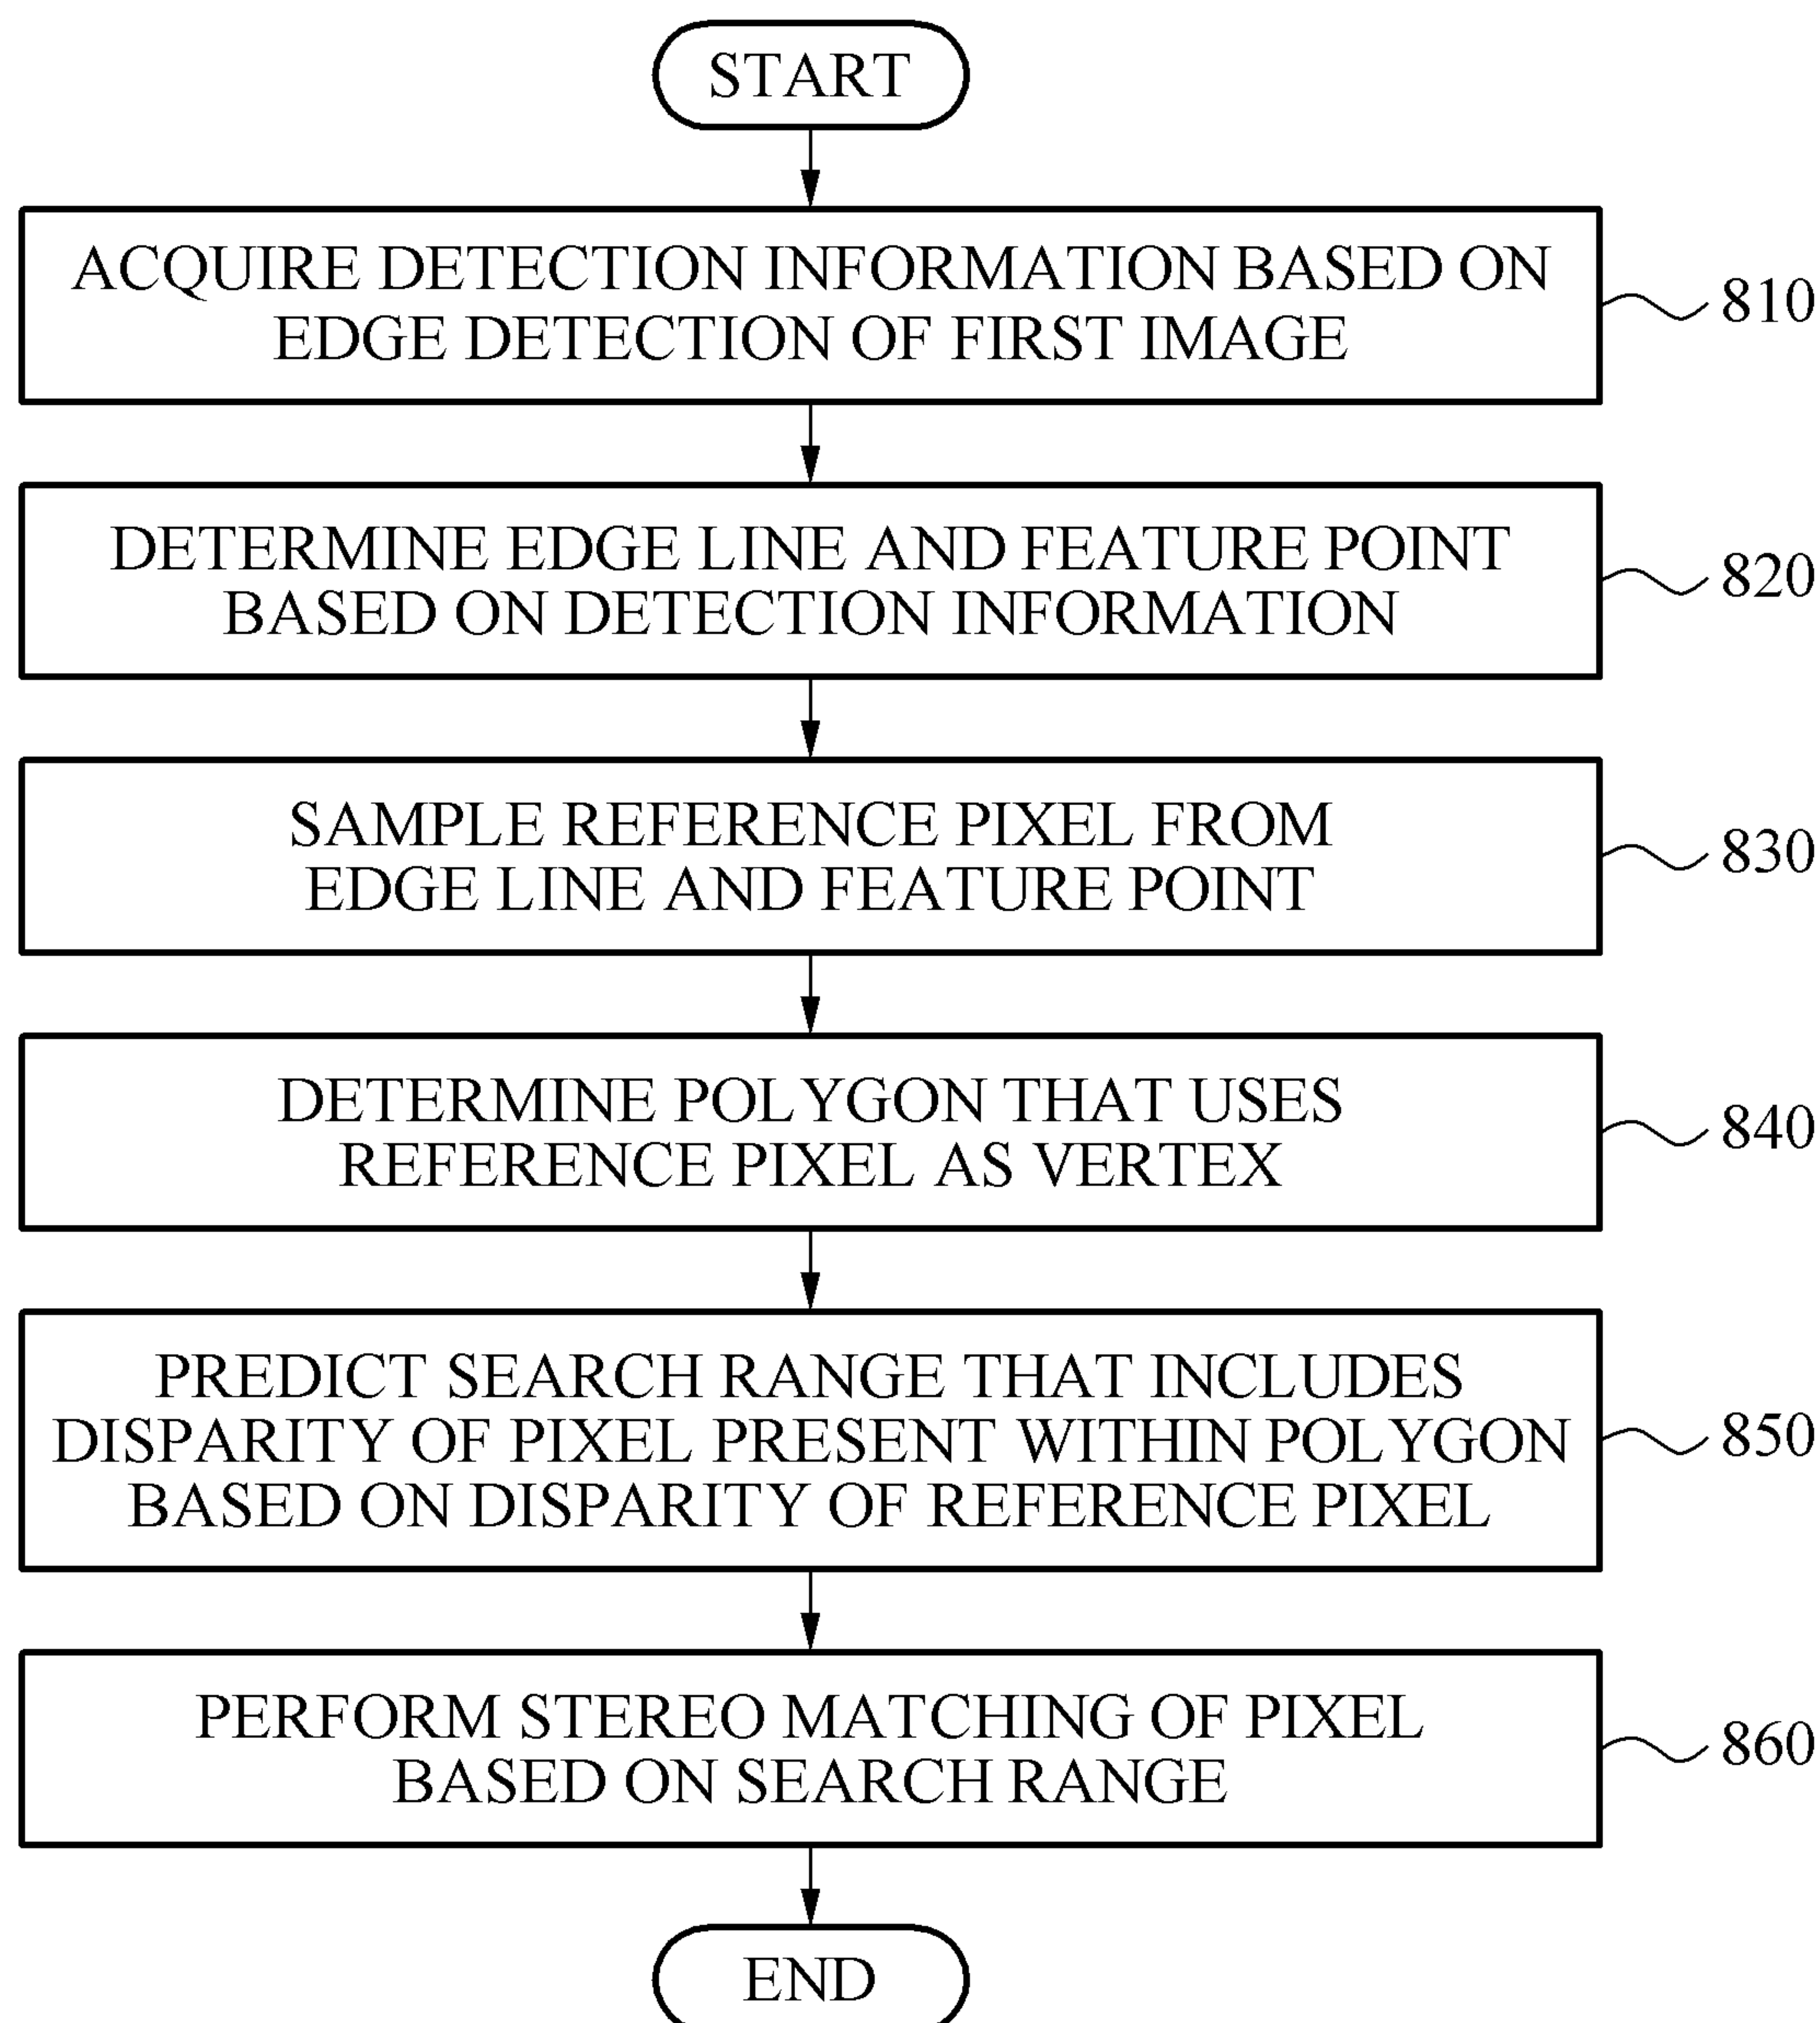 START
ACQUIRE DETECTION INFORMATION BASED ON
EDGE DETECTION OF FIRST IMAGE
810
DETERMINE EDGE LINE AND FEATURE POINT
BASED ON DETECTION INFORMATION
820
SAMPLE REFERENCE PIXEL FROM
EDGE LINE AND FEATURE POINT
830
DETERMINE POLYGON THAT USES
REFERENCE PIXEL AS VERTEX
840
PREDICT SEARCH RANGE THAT INCLUDES
DISPARITY OF PIXEL PRESENT WITHIN POLYGON
BASED ON DISPARITY OF REFERENCE PIXEL
850
PERFORM STEREO MATCHING OF PIXEL
BASED ON SEARCH RANGE
860
END